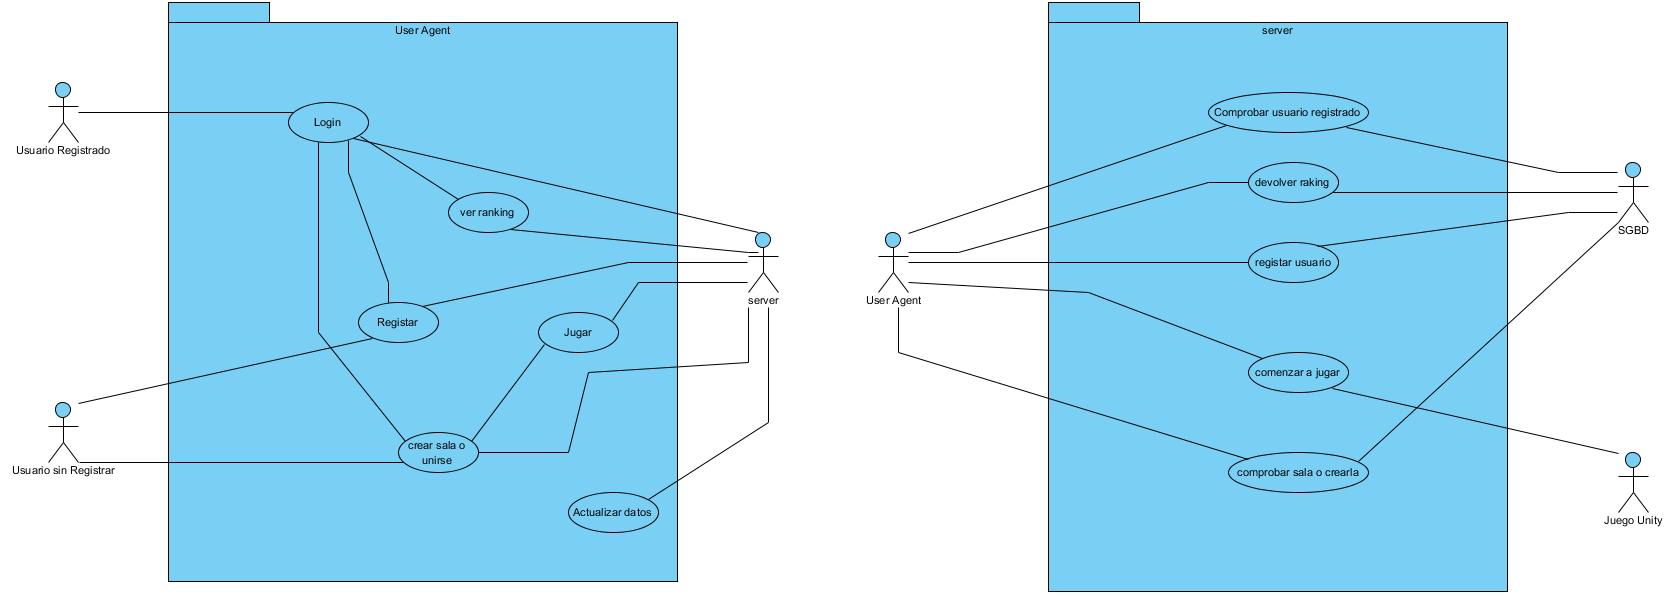 User Agent
Usuario Registrado
Login
ver ranking
server
Registar
Jugar
Usuario sin Registrar
crear sala o
unirse
Actualizar datos
server
Comprobar usuario registrado
devolver raking
SGBD
registar usuario
User Agent
comenzar a jugar
comprobar sala o crearla
Juego Unity